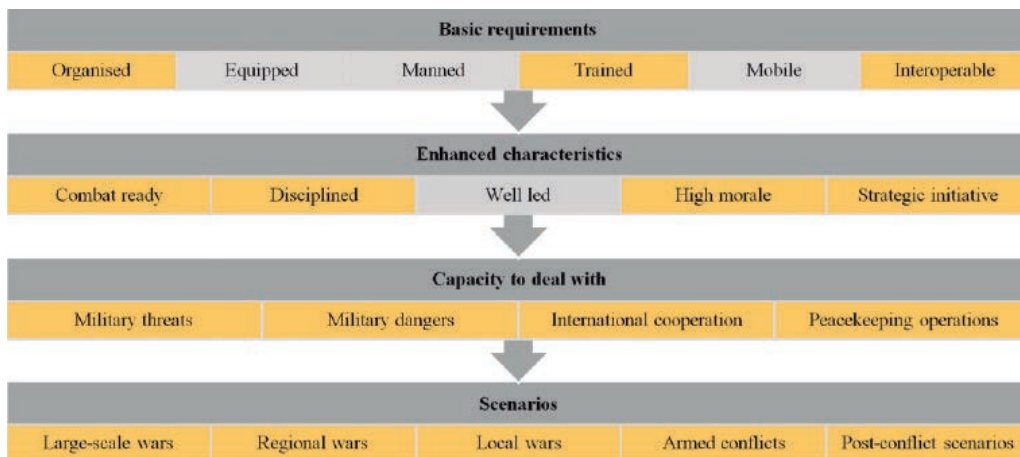 Basic requirements
Organised Equipped Manned Trained Mobile Interoperable
Enhanced characteristics
Combat ready Disciplined Well led High morale Strategic initiative
Capacity to deal with
Military threats Military dangers International cooperation Peacekeeping operations
Scenarios
Large-scale wars Regional wars Local wars Armed conflicts Post-conflict scenarios